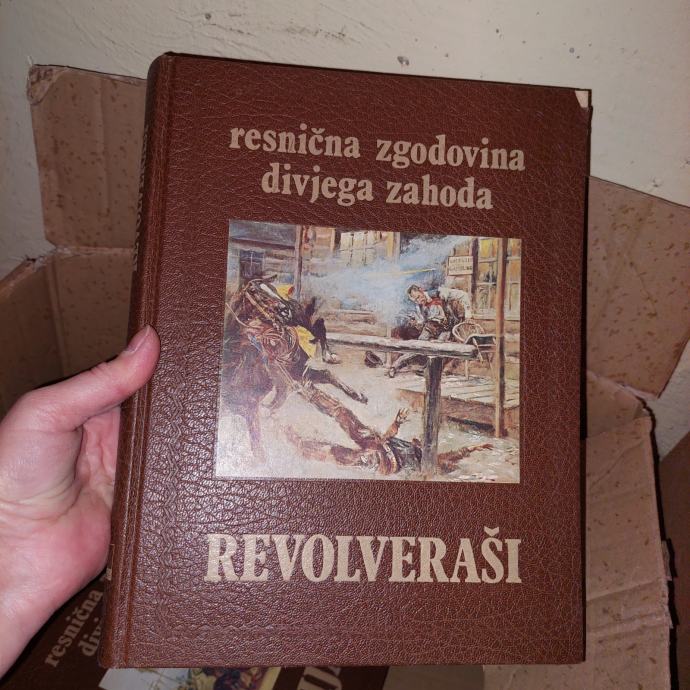 resnična zgodovina
divjega zahoda
REVOLVERAŠI
resnična